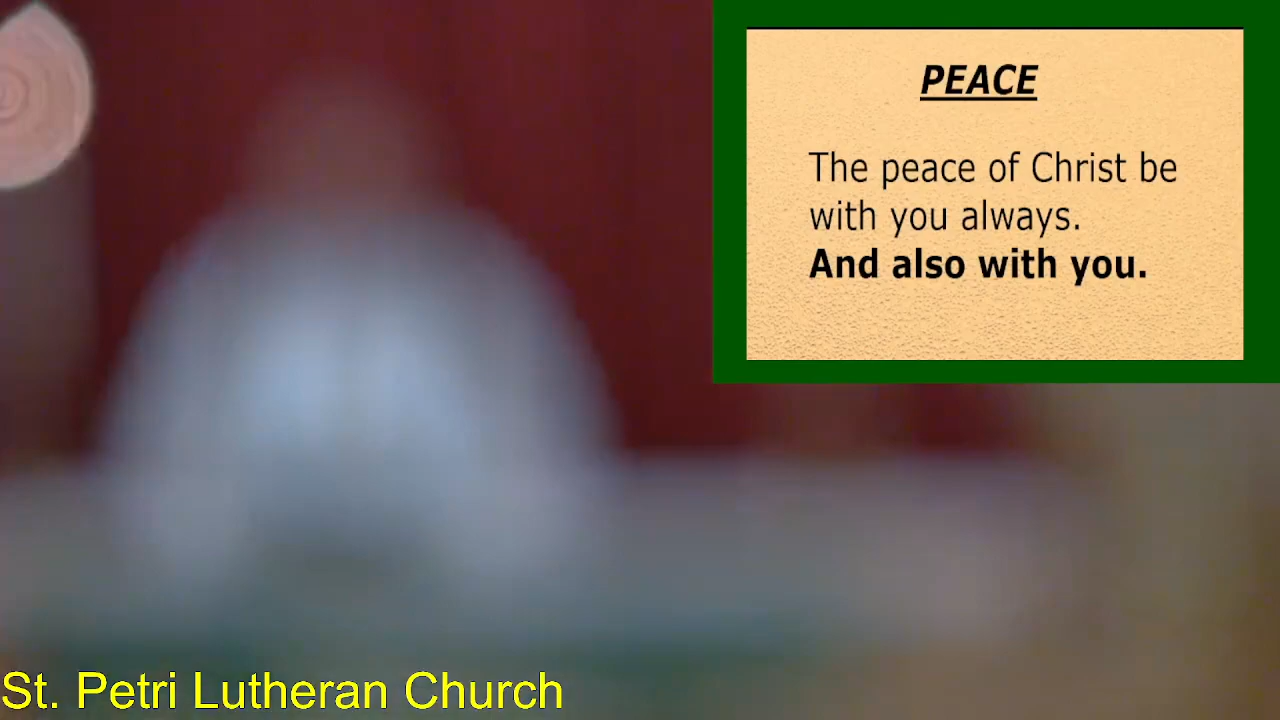 PEACE
The peace of Christ be
with you always.
And also with you.
St. Petri Lutheran Church